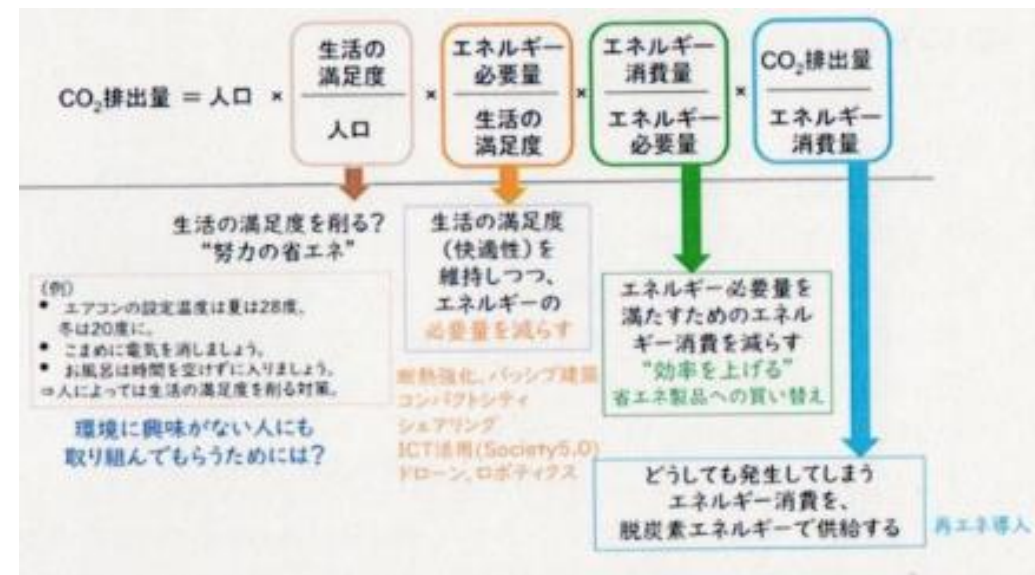 CO₂排出量 = 人口 ×
生活の
満足度
人口
×
エネルギー
必要量
生活の
満足度
×
エネルギー
消費量
エネルギー
必要量
×
CO₂排出量
エネルギー
消費量
生活の満足度を削る?
“努力の省エネ”
(例)
• エアコンの設定温度は夏は28度、
冬は20度に。
• こまめに電気を消しましょう。
• お風呂は時間を空けずに入りましょう。
⇨人によっては生活の満足度を削る対策。
環境に興味がない人にも
取り組んでもらうためには?
生活の満足度
(快適性)を
維持しつつ、
エネルギーの
必要量を減らす
断熱強化、パッシブ建築
コンパクトシティ
シェアリング
ICT活用(Society5.0)
ドローン、ロボティクス
エネルギー必要量を
満たすためのエネル
ギー消費を減らす
“効率を上げる”
省エネ製品への買い替え
どうしても発生してしまう
エネルギー消費を、
脱炭素エネルギーで供給する
再エネ導入